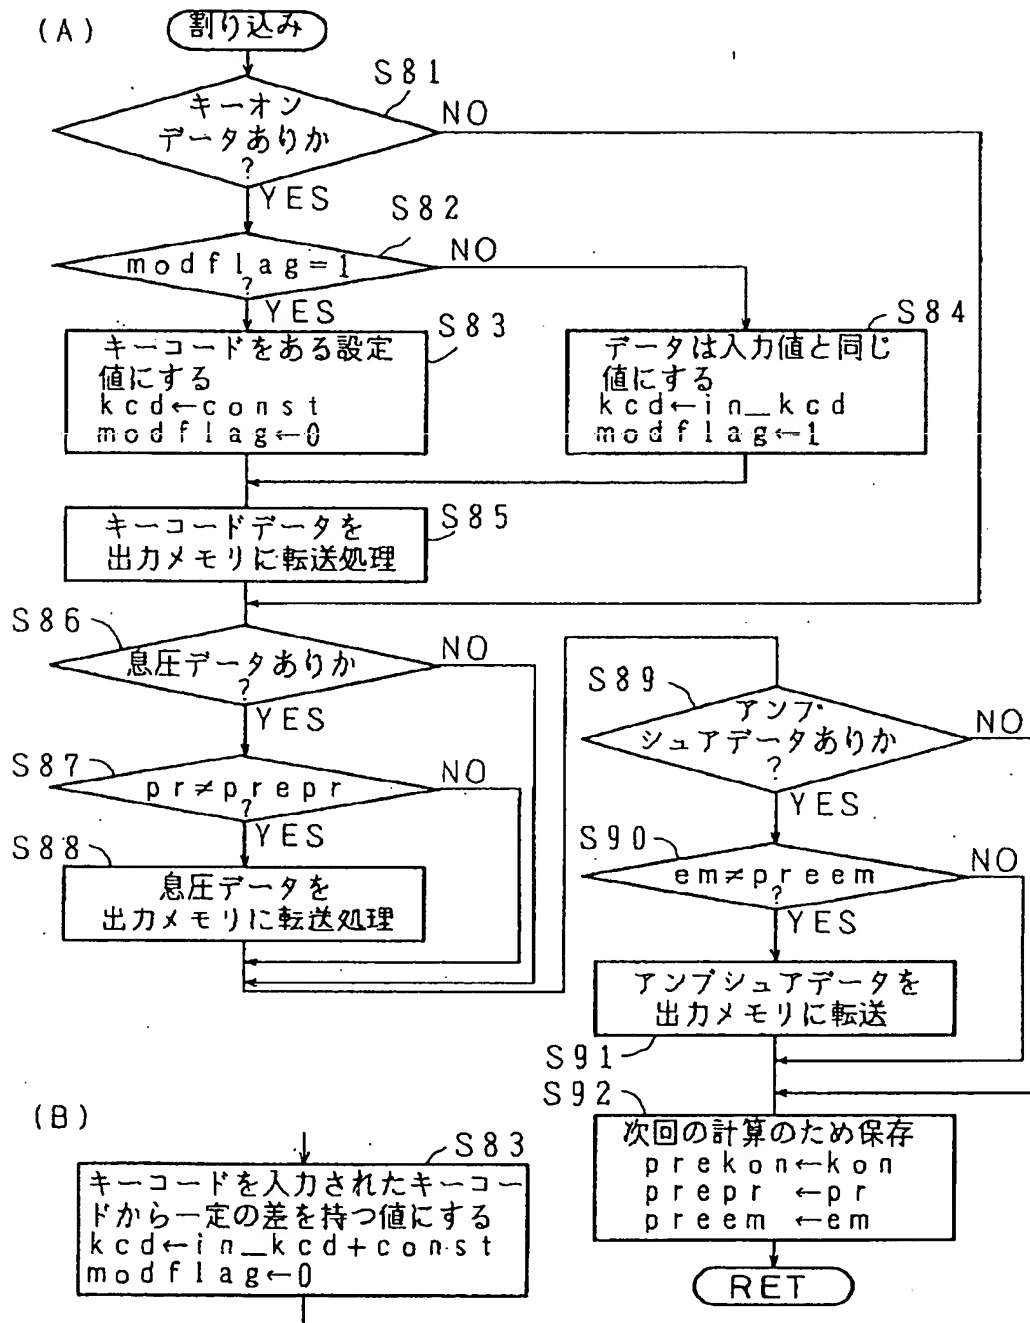 (A)
割り込み
S81
キーオン
データありか
?
NO
YES
S82
modflag=1
?
NO
YES
S83
キーコードをある設定
値にする
kcd←const
modflag←0
S84
データは入力値と同じ
値にする
kcd←in_kcd
modflag←1
S85
キーコードデータを
出力メモリに転送処理
S86
息圧データありか
?
NO
YES
S87
pr≠prepr
?
NO
YES
S88
息圧データを
出力メモリに転送処理
S89
アンブ
シュアデータありか
?
NO
YES
S90
em≠preem
?
NO
YES
アンブシュアデータを
出力メモリに転送
S91
S92
次回の計算のため保存
prekon←kon
prepr ←pr
preem ←em
RET
(B)
S83
キーコードを入力されたキーコー
ドから一定の差を持つ値にする
kcd←in_kcd+const
modflag←0